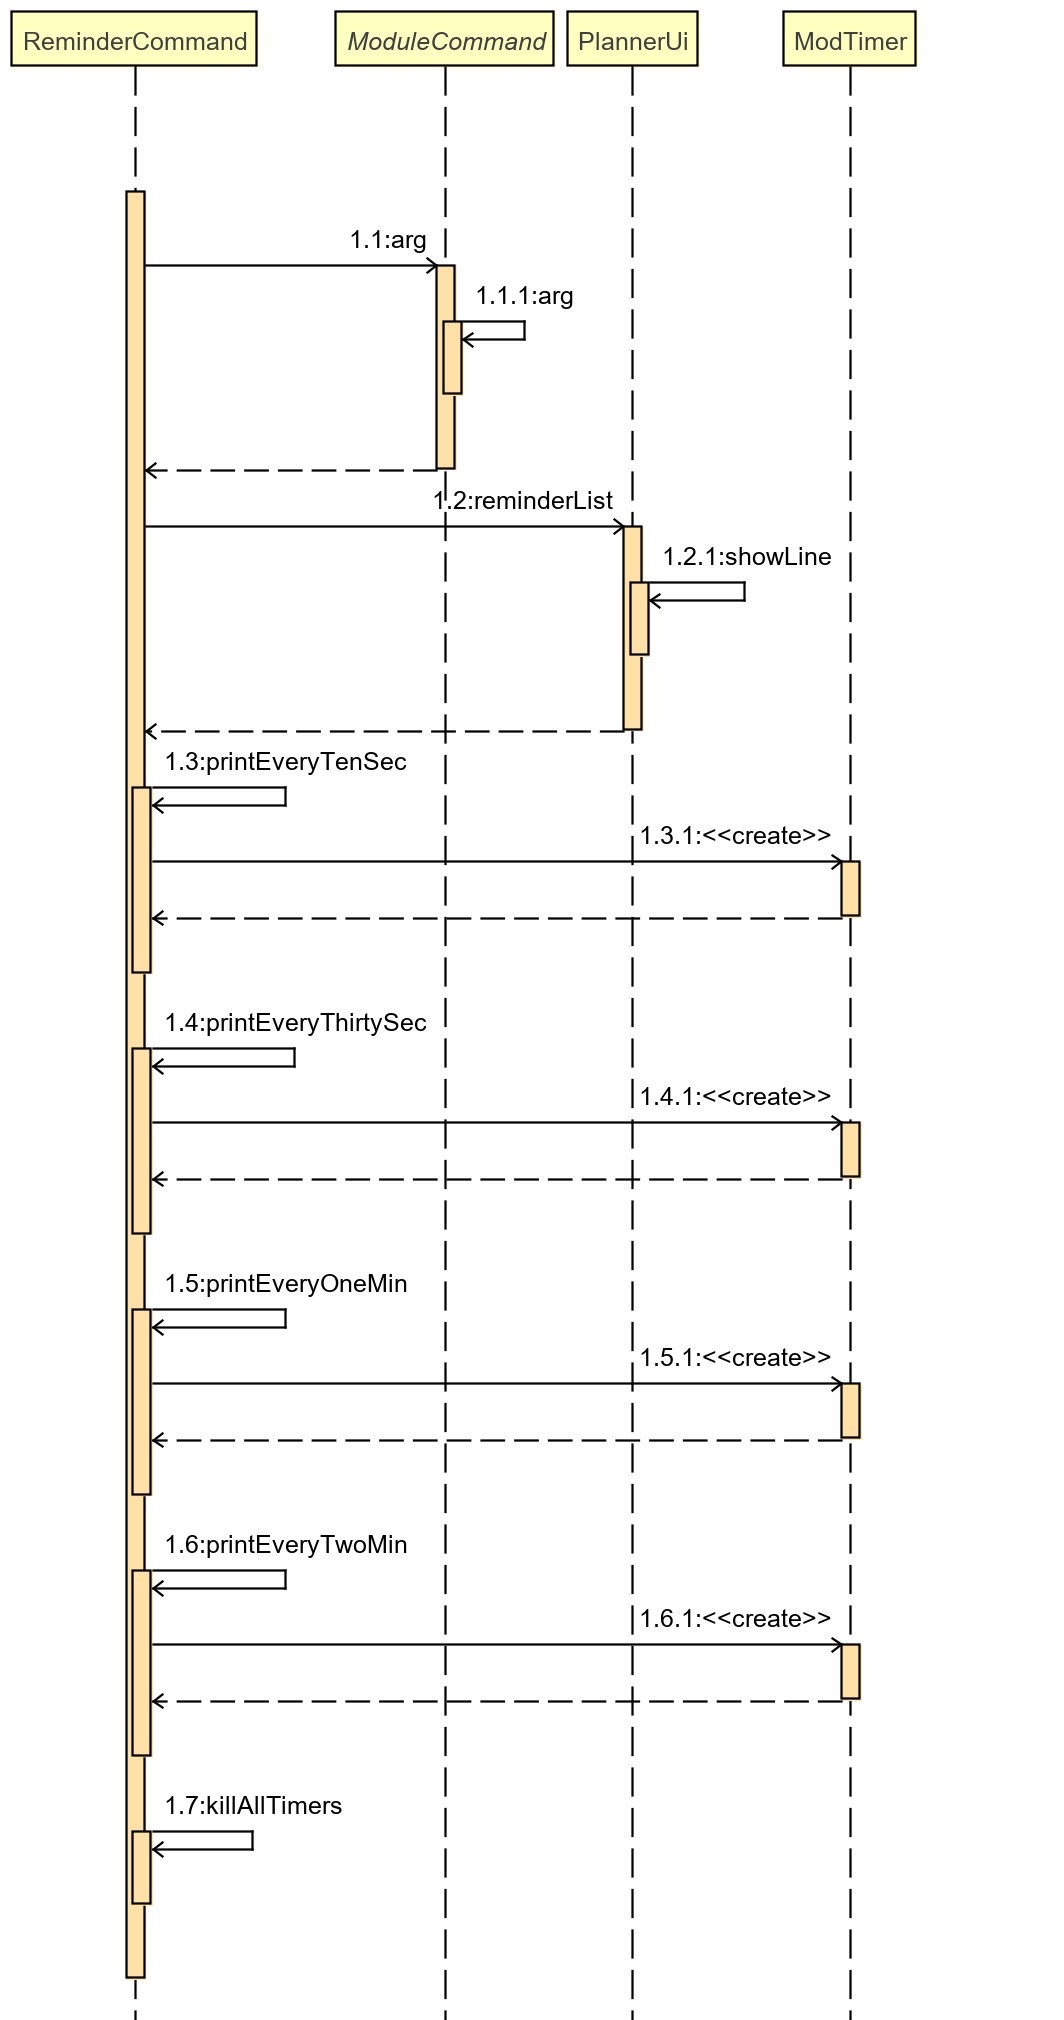 ReminderCommand
ModuleCommand
PlannerUi
ModTimer
1.1:arg
1.1.1:arg
1.2:reminderList
1.2.1:showLine
1.3:printEveryTenSec
1.3.1:<<create>>
1.4:printEveryThirtySec
1.4.1:<<create>>
1.5:printEveryOneMin
1.5.1:<<create>>
1.6:printEveryTwoMin
1.6.1:<<create>>
1.7:killAllTimers